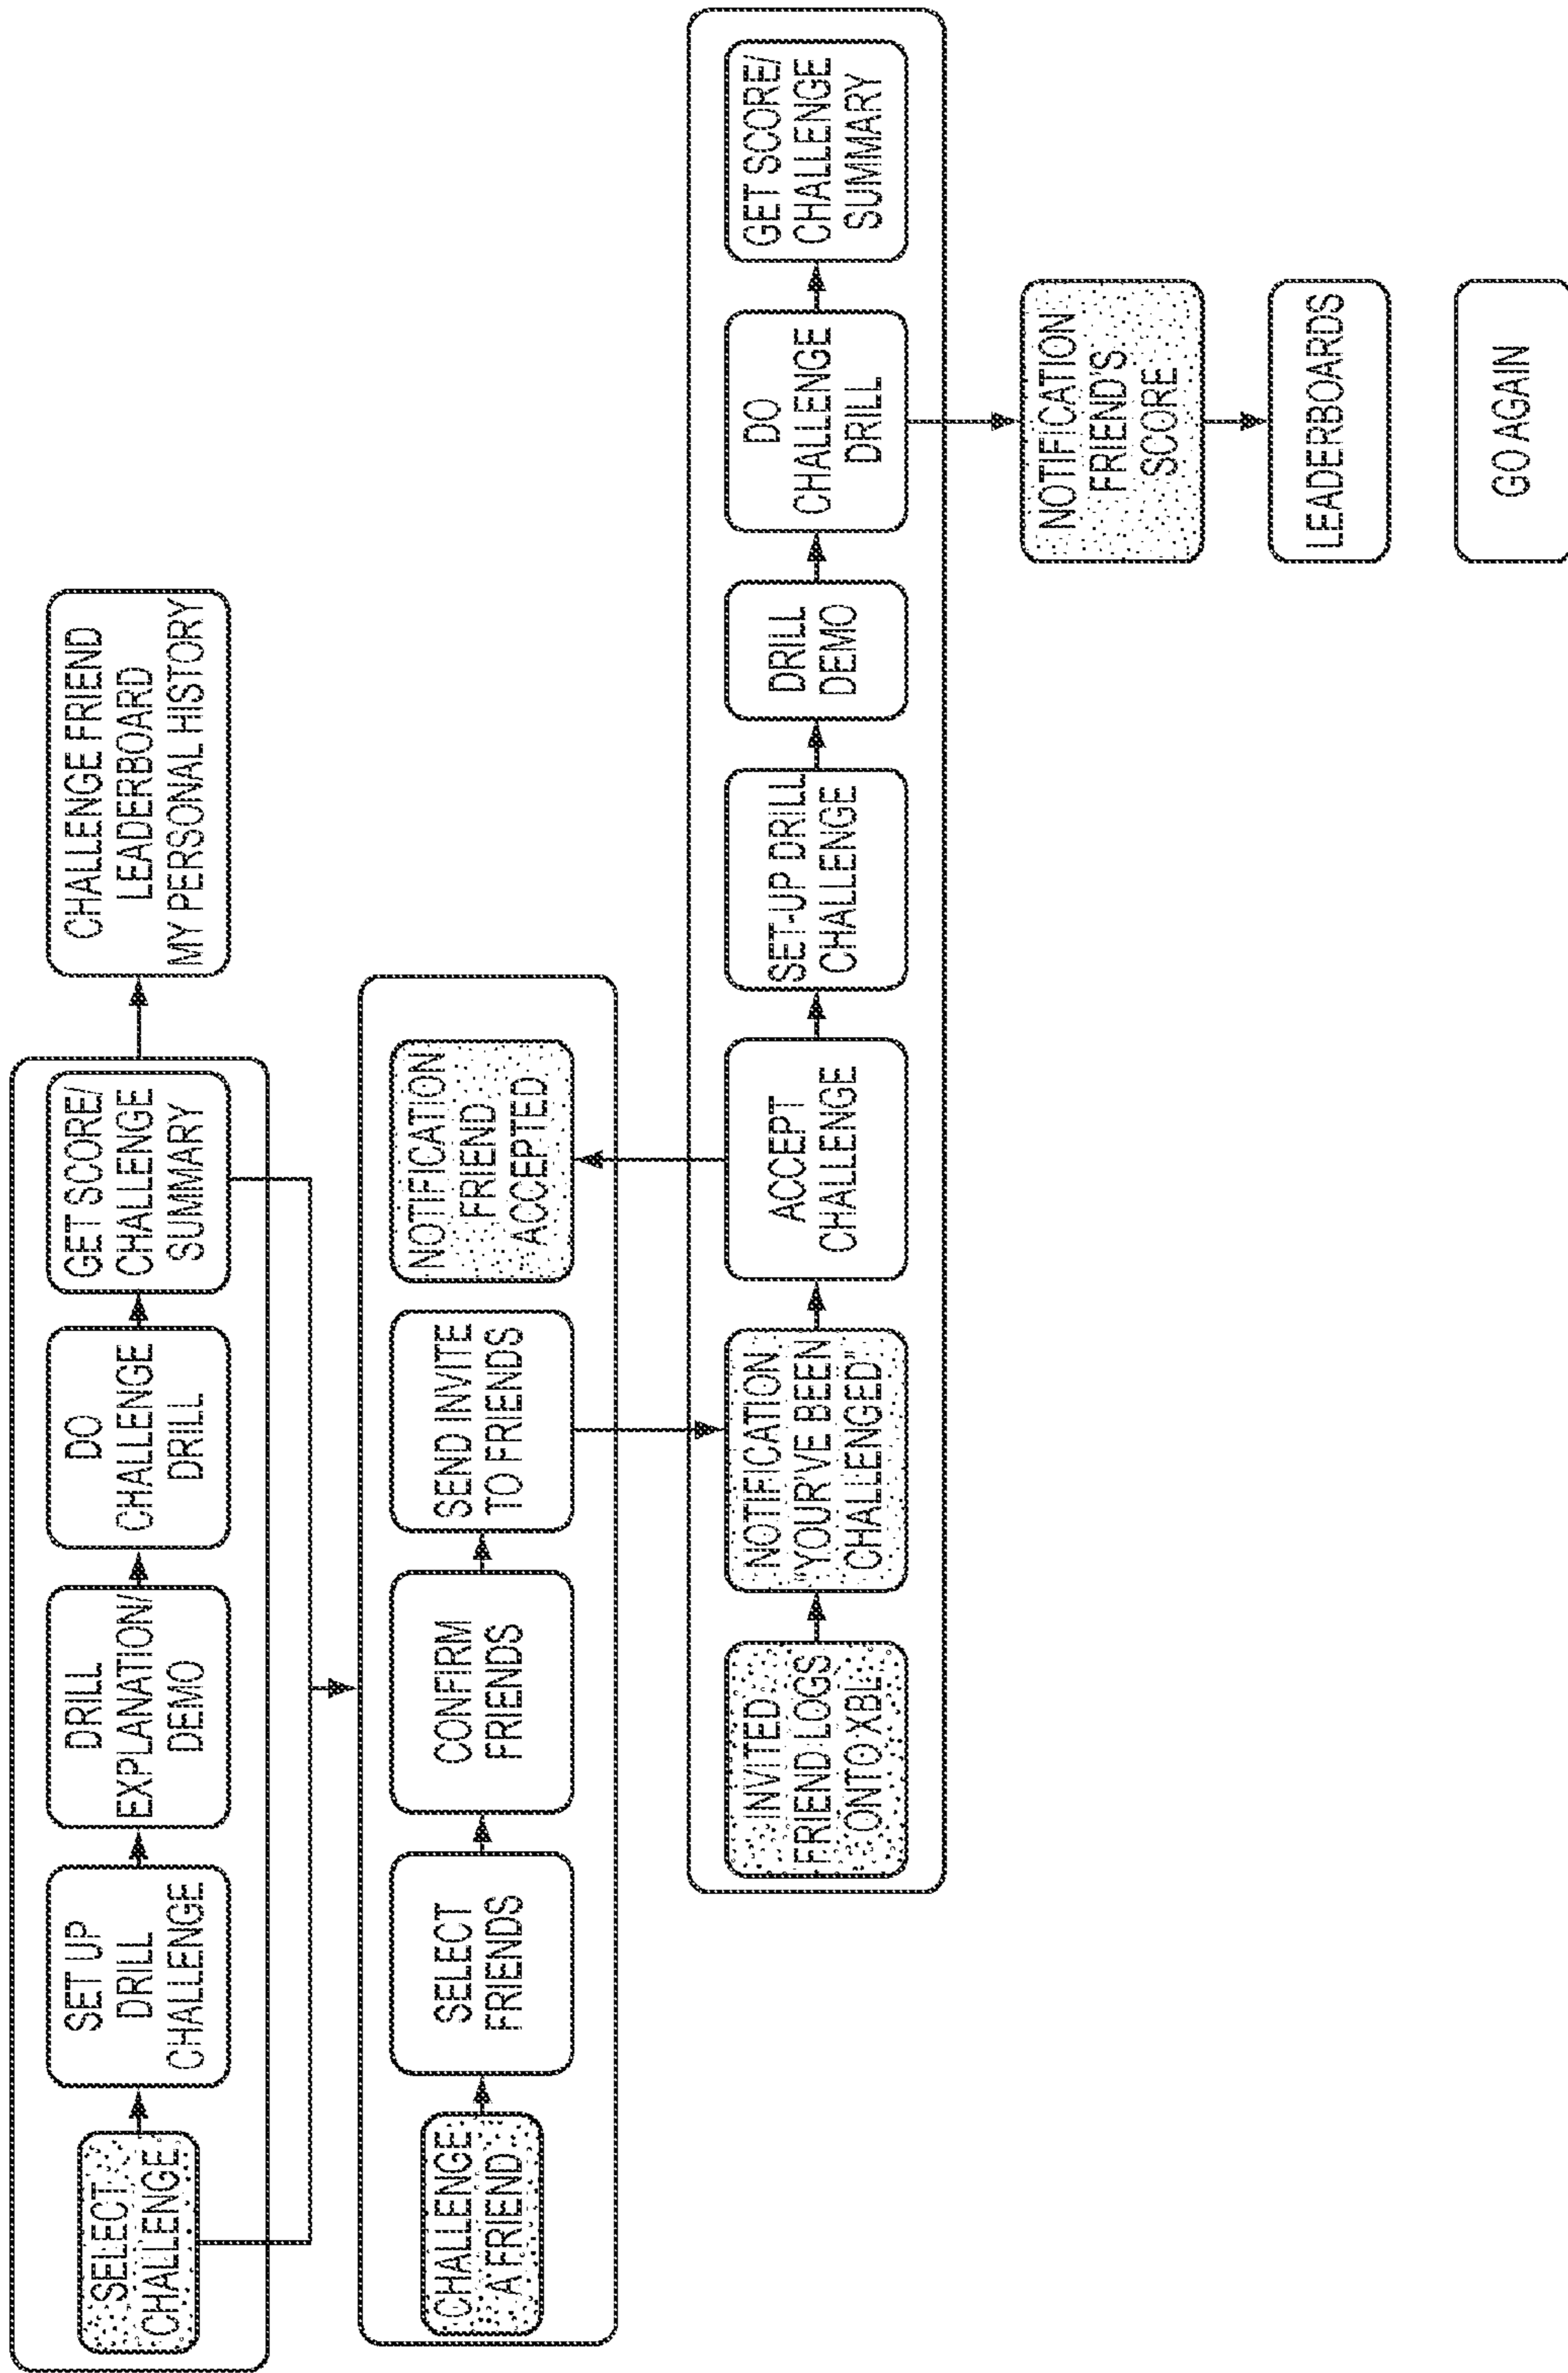 SELECT
CHALLENGE
SET UP
DRILL
CHALLENGE
DRILL
EXPLANATION/
DEMO
DO
CHALLENGE
DRILL
GET SCORE/
CHALLENGE
SUMMARY
CHALLENGE FRIEND
LEADERBOARD
MY PERSONAL HISTORY
CHALLENGE
A FRIEND
SELECT
FRIENDS
CONFIRM
FRIENDS
SEND INVITE
TO FRIENDS
NOTIFICATION
FRIEND
ACCEPTED
INVITED
FRIEND LOGS
ONTO XBL
NOTIFICATION
"YOUR'VE BEEN
CHALLENGED"
ACCEPT
CHALLENGE
SET-UP DRILL
CHALLENGE
DRILL
DEMO
DO
CHALLENGE
DRILL
GET SCORE/
CHALLENGE
SUMMARY
NOTIFICATION
FRIEND'S
SCORE
LEADERBOARDS
GO AGAIN